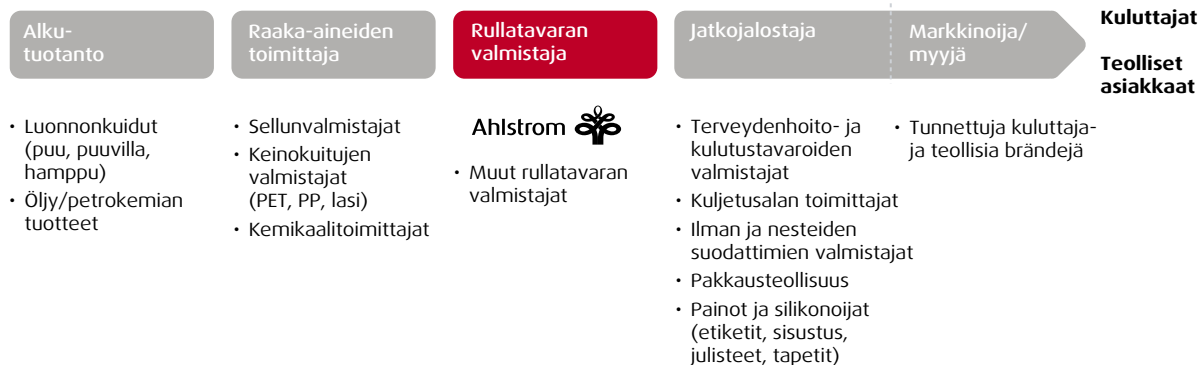 Alku-
tuotanto
Raaka-aineiden
toimittaja
Rullatavaran
valmistaja
Jatkojalostaja
Markkinoija/
myyjä
Kuluttajat
Teolliset
asiakkaat
• Luonnonkuidut
(puu, puuvilla,
hamppu)
• Öljy/petrokemian
tuotteet
• Sellunvalmistajat
• Keinokuitujen
valmistajat
(PET, PP, lasi)
• Kemikaalitoimittajat
Ahlstrom
• Muut rullatavaran
valmistajat
• Terveydenhoito- ja
kulutustavaroiden
valmistajat
• Kuljetusalan toimittajat
• Ilman ja nesteiden
suodattimien valmistajat
• Pakkausteollisuus
• Painot ja silikonoijat
(etiketit, sisustus,
julisteet, tapetit)
• Tunnettuja kuluttaja-
ja teollisia brändejä